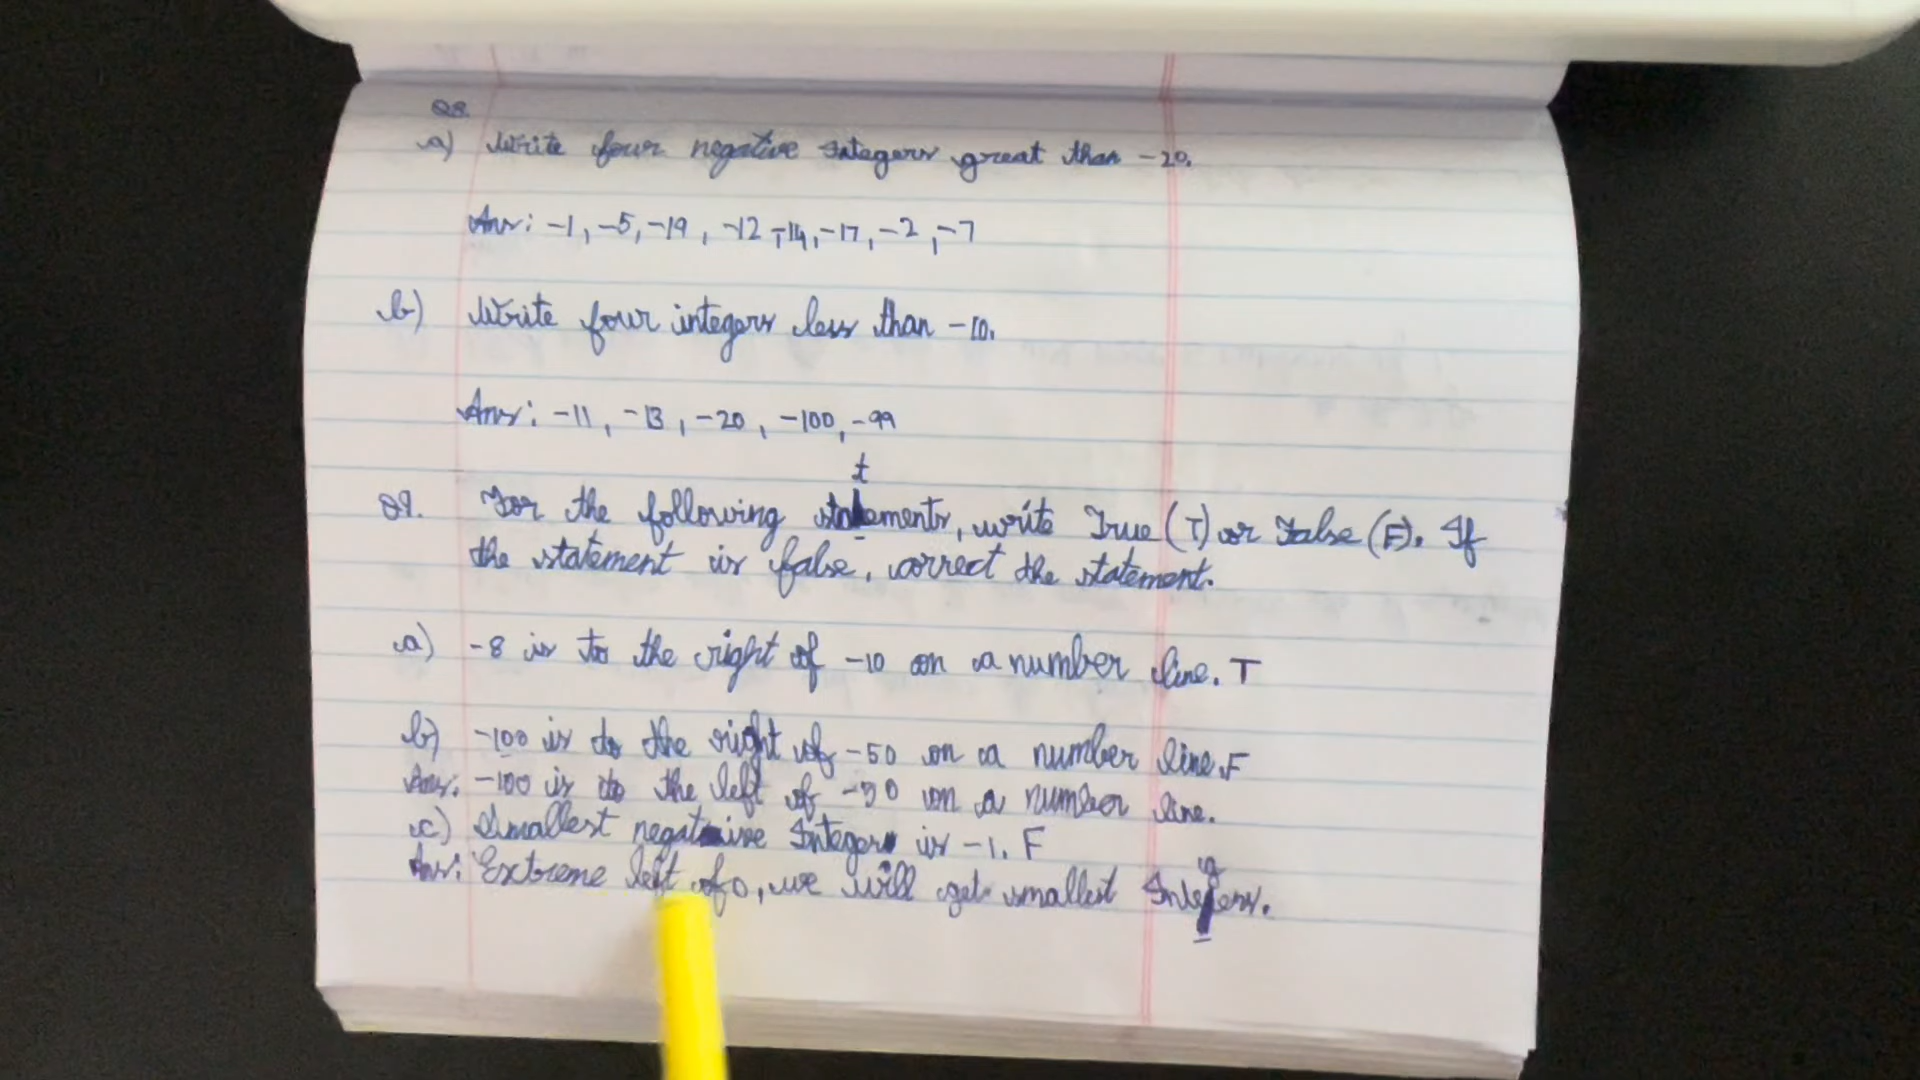 Q8.
a) Write four negative Integers great than -20.
Ans: -1, -5, -19, -12, -14, -17, -2, -7
b) Write four integers less than -10.
Ans: -11, -13, -20, -100, -99
t
Q9. For the following statements, write True (T) or False (F). If
the statement is false, correct the statement.
a) -8 is to the right of -10 on a number line. T
b) -100 is to the right of -50 on a number line. F
Ans: -100 is to the left of -50 on a number line.
c) Smallest negative Integer is -1. F
Ans: Extreme left of 0, we will get smallest Integers.